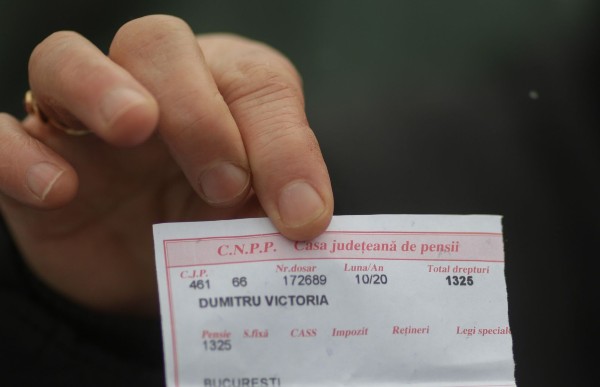 C.N.P.P. Casa județeană de pensii
C.J.P. Nr.dosar Luna/An Total drepturi
461 66 172689 10/20 1325
DUMITRU VICTORIA
Pensie S.fixă CASS Impozit Rețineri Legi speciale
1325
BUCURESTI